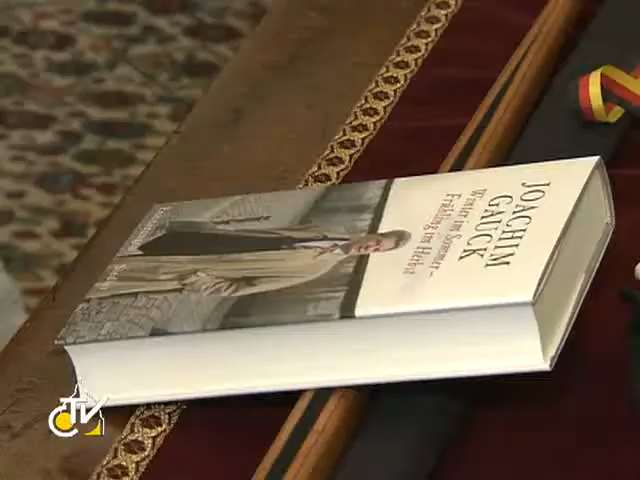 JOACHIM
GAUCK
Winter im Sommer –
Frühling im Herbst
CTV